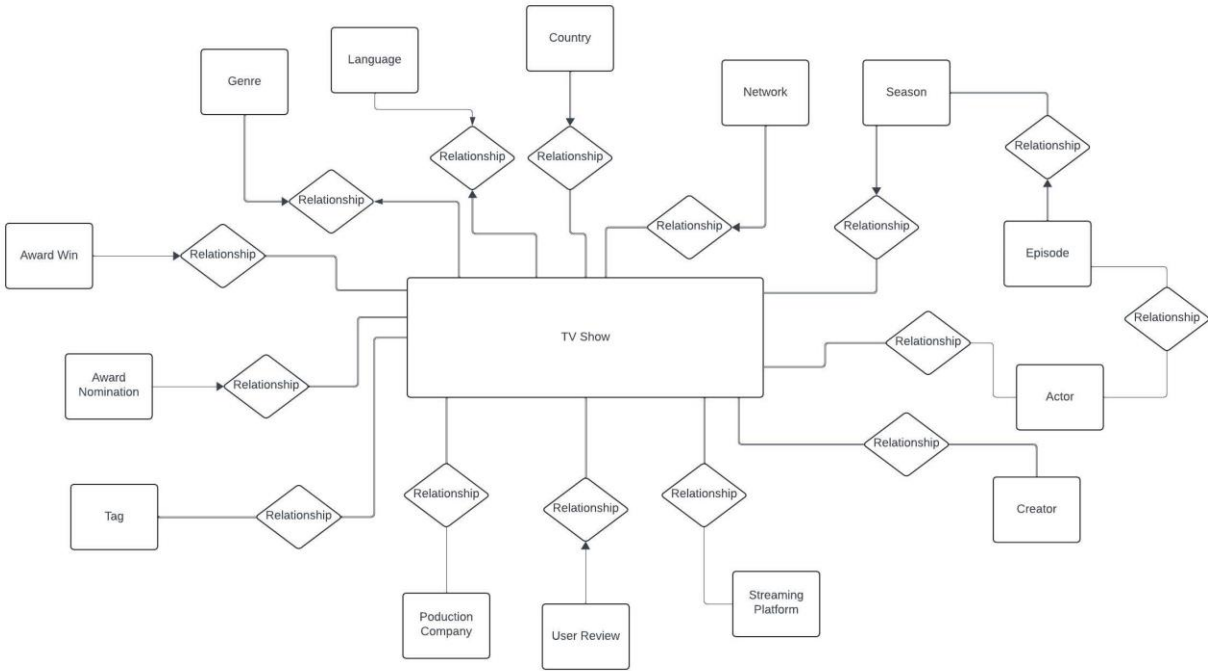 Country
Language
Genre
Network
Season
Relationship
Relationship
Relationship
Relationship
Relationship
Relationship
Award Win
Relationship
Episode
Relationship
TV Show
Relationship
Award
Nomination
Relationship
Actor
Relationship
Tag
Relationship
Relationship
Relationship
Relationship
Creator
Poduction
Company
User Review
Streaming
Platform